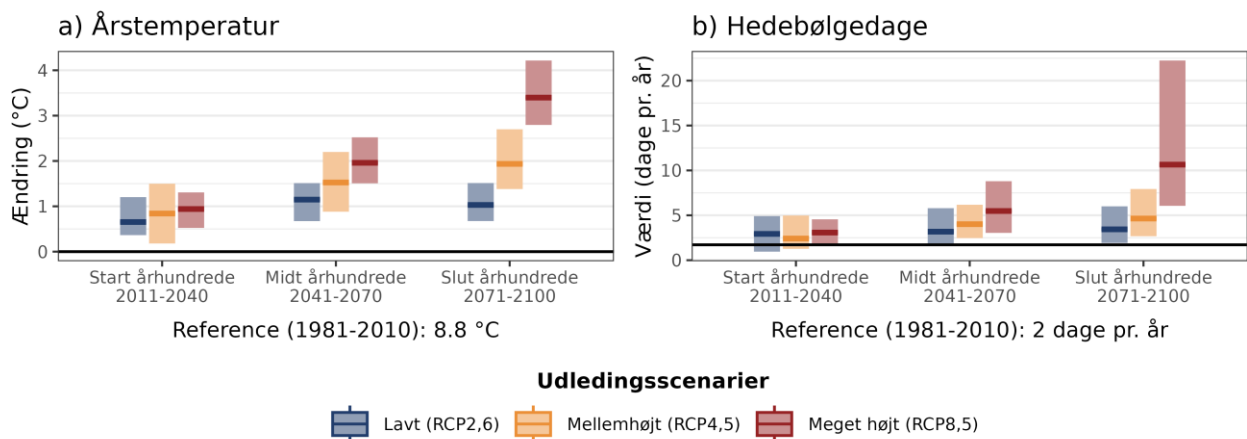 a) Årstemperatur
Ændring (°C)
4
3
2
1
0
Start århundrede
2011-2040
Midt århundrede
2041-2070
Slut århundrede
2071-2100
Reference (1981-2010): 8.8 °C
b) Hedebølgedage
Værdi (dage pr. år)
20
15
10
5
0
Start århundrede
2011-2040
Midt århundrede
2041-2070
Slut århundrede
2071-2100
Reference (1981-2010): 2 dage pr. år
Udledingsscenarier
Lavt (RCP2,6)
Mellemhøjt (RCP4,5)
Meget højt (RCP8,5)